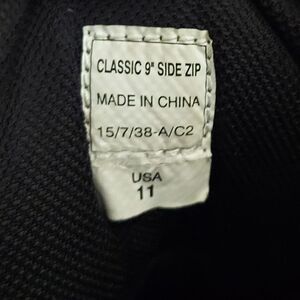 CLASSIC 9" SIDE ZIP
MADE IN CHINA
15/7/38-A/C2
USA
11